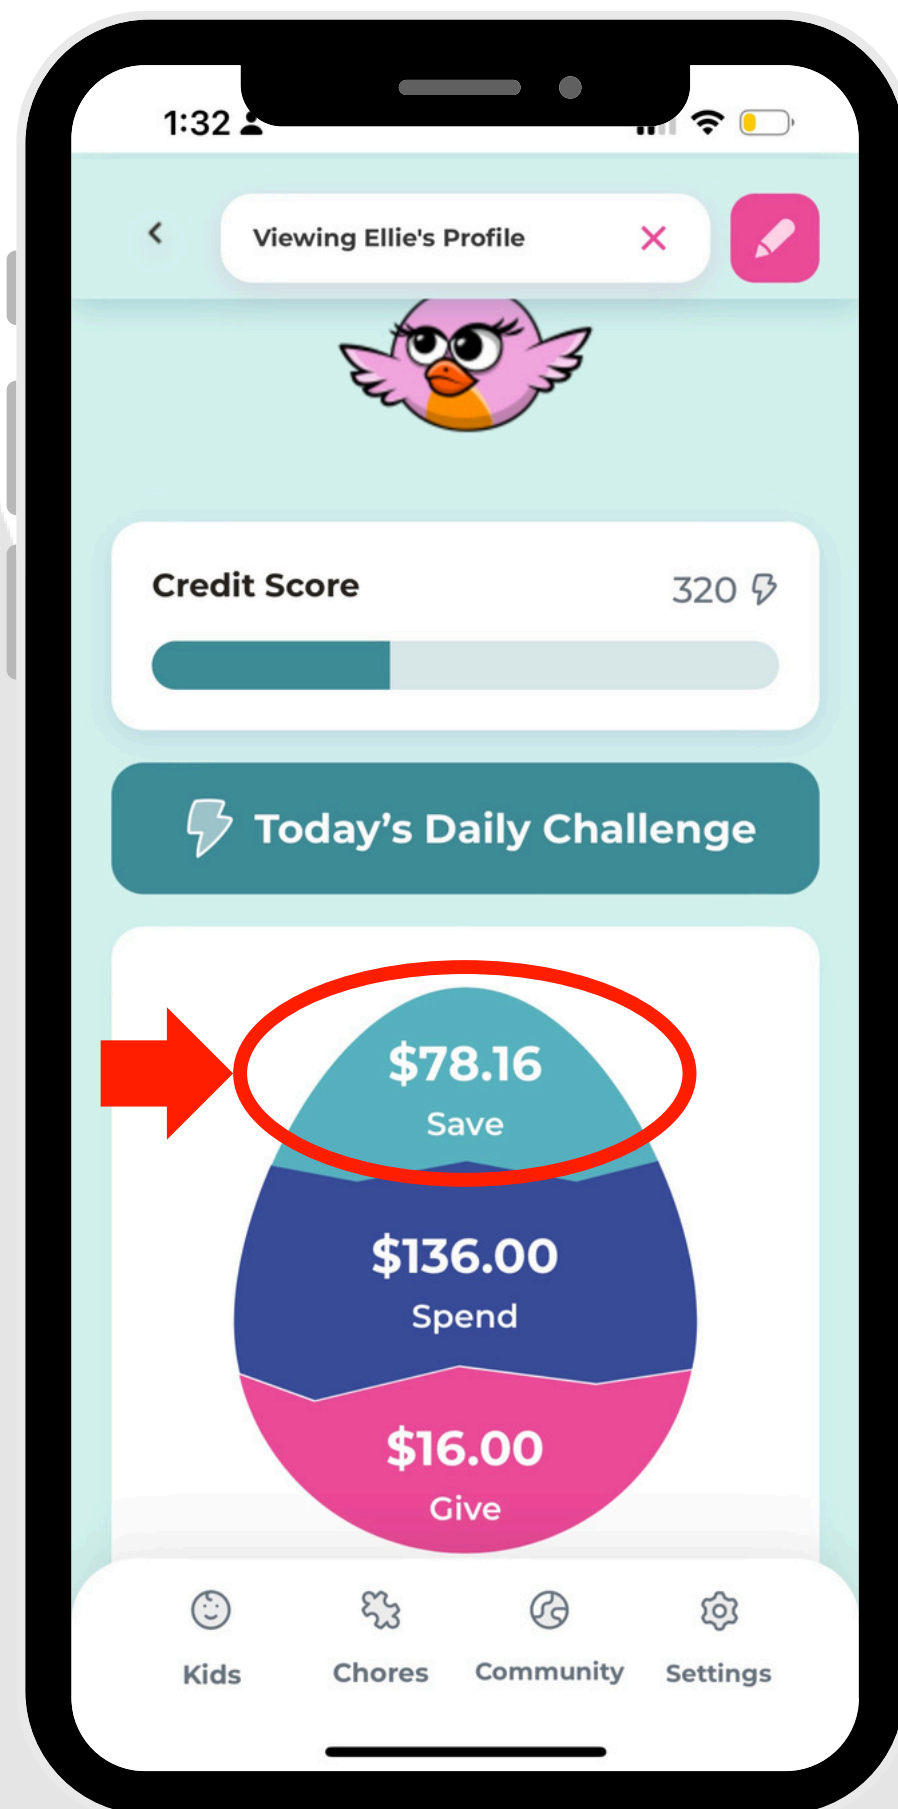 1:32
Viewing Ellie's Profile
Credit Score
320
Today's Daily Challenge
$78.16
Save
$136.00
Spend
$16.00
Give
Kids Chores Community Settings